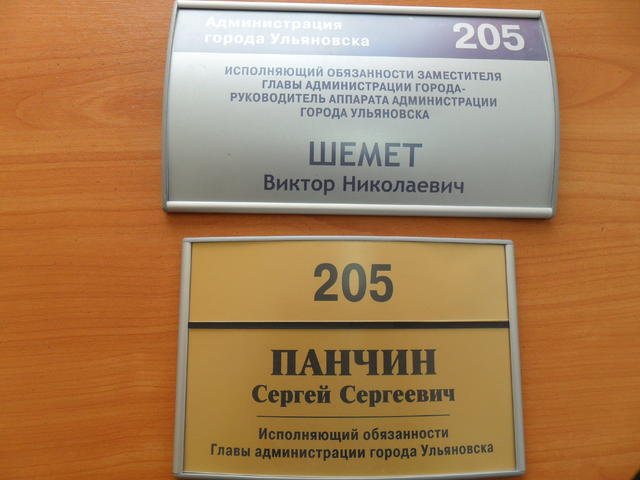 Администрация
города Ульяновска
205
ИСПОЛНЯЮЩИЙ ОБЯЗАННОСТИ ЗАМЕСТИТЕЛЯ
ГЛАВЫ АДМИНИСТРАЦИИ ГОРОДА-
РУКОВОДИТЕЛЬ АППАРАТА АДМИНИСТРАЦИИ
ГОРОДА УЛЬЯНОВСКА
ШЕМЕТ
Виктор Николаевич
205
ПАНЧИН
Сергей Сергеевич
Исполняющий обязанности
Главы администрации города Ульяновска